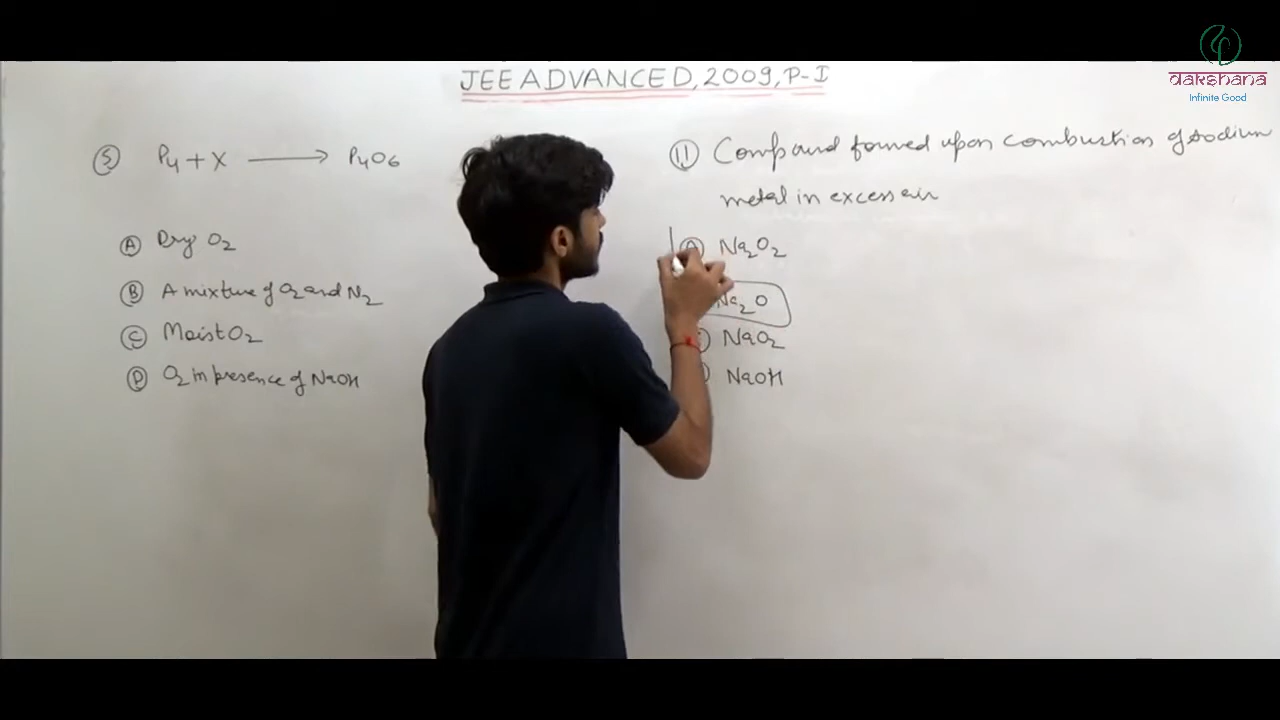 JEE ADVANCED, 2009, P-I
darshana
Infinite Good
5 P4 + X ⟶ P4O6
A Dry O2
B A mixture of O2 and N2
C Moist O2
D O2 in presence of NaOH
11 Compound formed upon combustion of sodium
metal in excess air
A Na2O2
Na2O
NaO2
NaOH